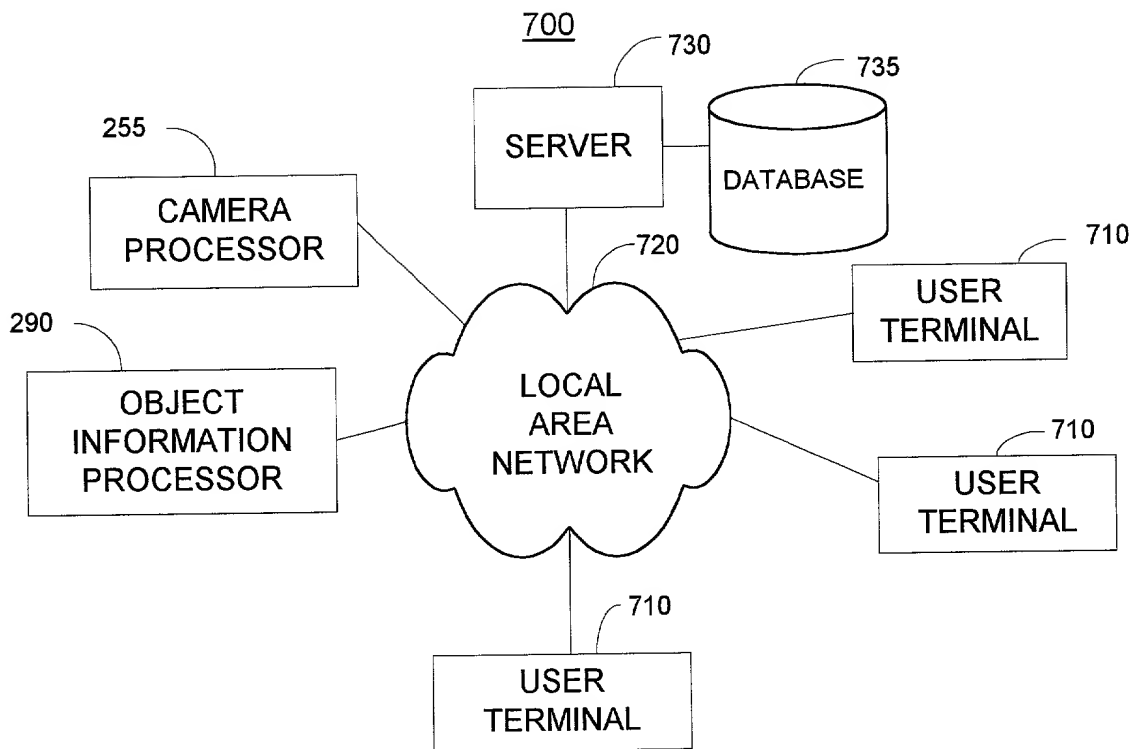 700
730
735
255
SERVER
DATABASE
CAMERA
PROCESSOR
720
710
USER
TERMINAL
290
OBJECT
INFORMATION
PROCESSOR
LOCAL
AREA
NETWORK
710
USER
TERMINAL
710
USER
TERMINAL